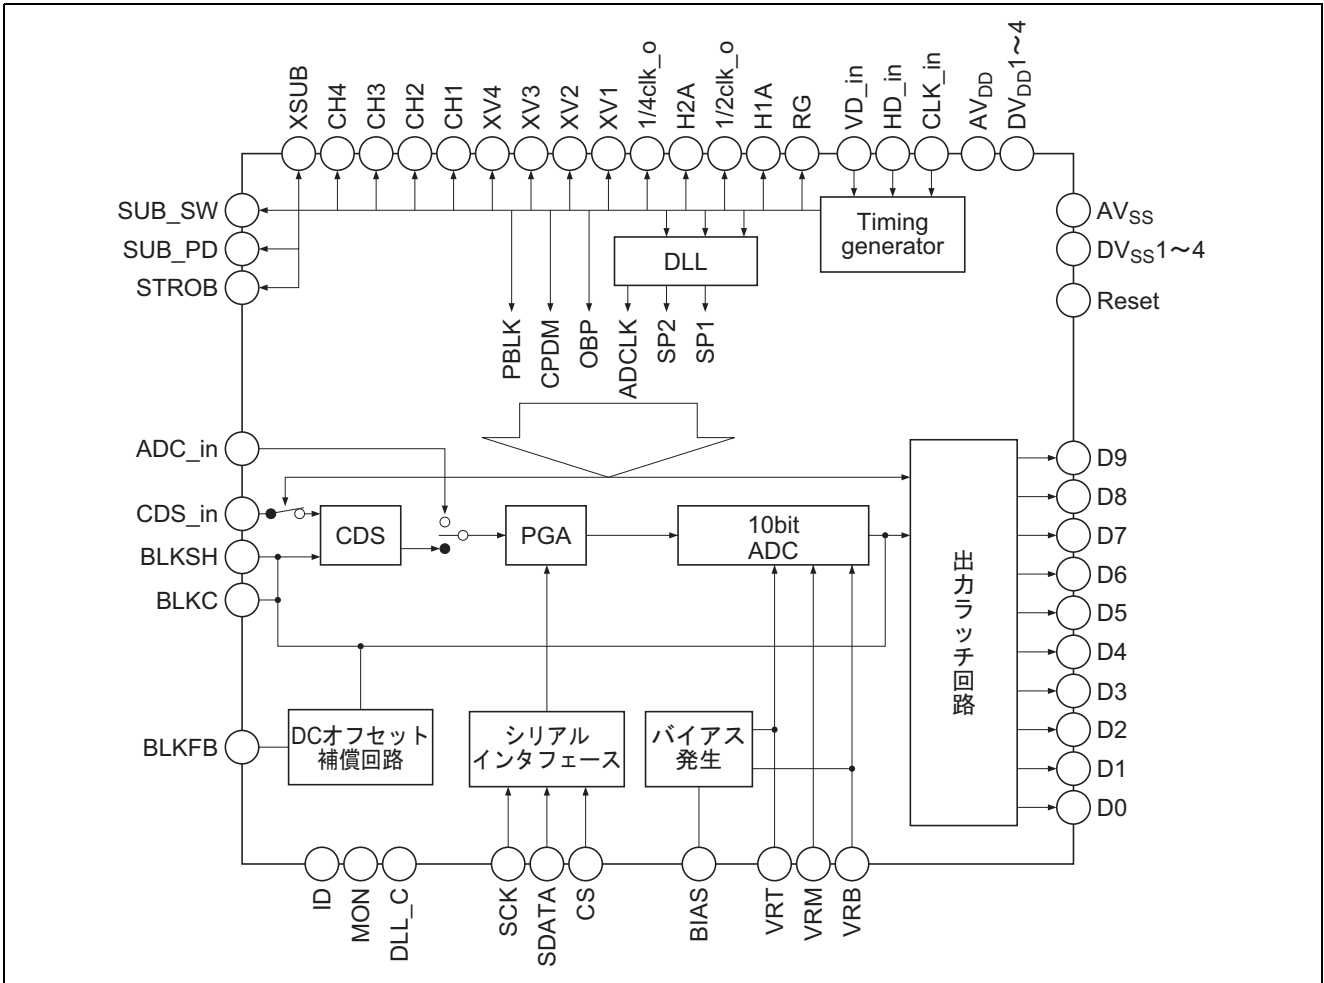 XSUB
CH4
CH3
CH2
CH1
XV4
XV3
XV2
XV1
1/4clk_o
H2A
1/2clk_o
H1A
RG
VD_in
HD_in
CLK_in
AVDD
DVDD1〜4
SUB_SW
SUB_PD
STROB
Timing
generator
AVSS
DVSS1〜4
Reset
DLL
PBLK
CPDM
OBP
ADCLK
SP2
SP1
ADC_in
CDS_in
BLKSH
BLKC
BLKFB
CDS
PGA
10bit
ADC
出力ラッチ回路
D9
D8
D7
D6
D5
D4
D3
D2
D1
D0
DCオフセット
補償回路
シリアル
インタフェース
バイアス
発生
ID
MON
DLL_C
SCK
SDATA
CS
BIAS
VRT
VRM
VRB